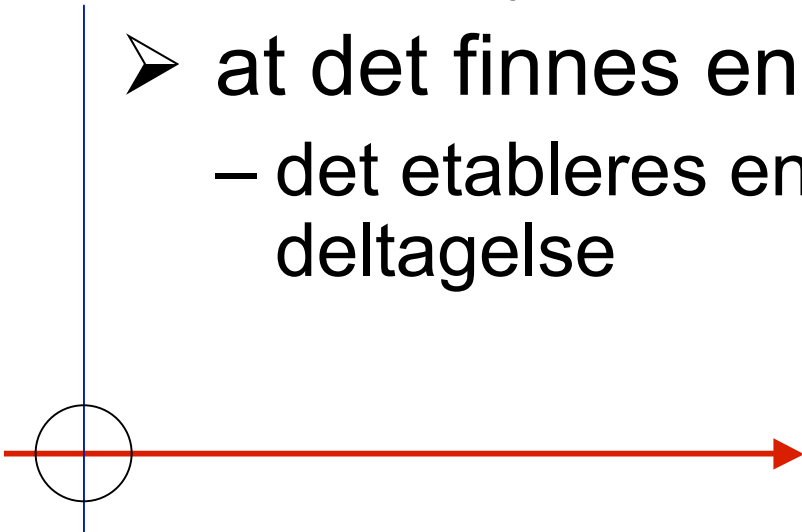 at det finnes en
– det etableres en
deltagelse